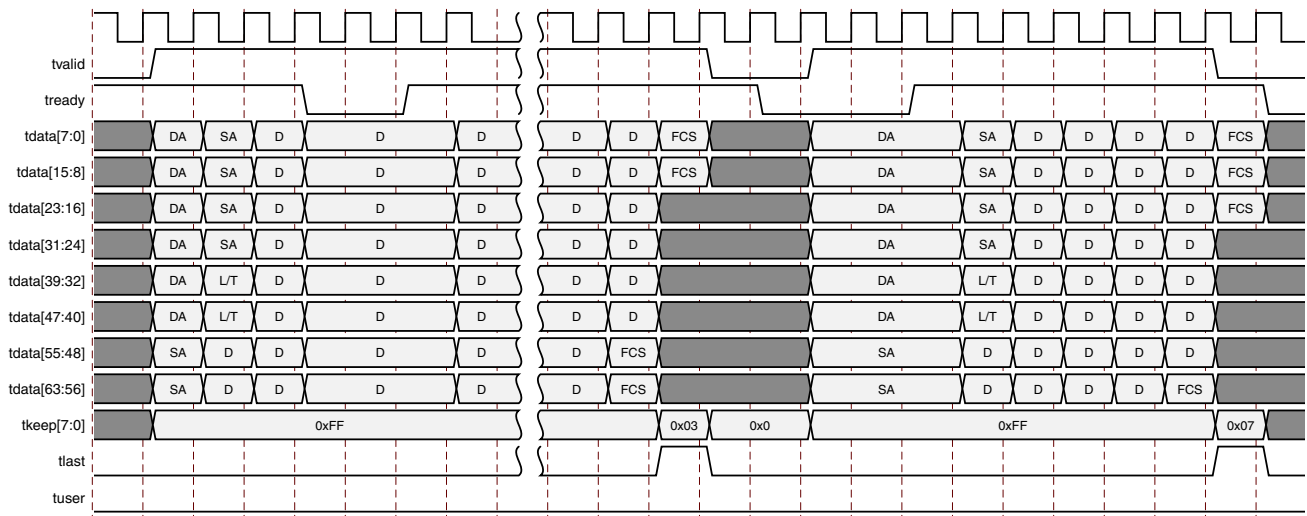 tvalid
tready
tdata[7:0] DA SA D D D D D FCS DA SA D D D D FCS
tdata[15:8] DA SA D D D D D FCS DA SA D D D D FCS
tdata[23:16] DA SA D D D D D DA SA D D D D FCS
tdata[31:24] DA SA D D D D D DA SA D D D D
tdata[39:32] DA L/T D D D D D DA L/T D D D D
tdata[47:40] DA L/T D D D D D DA L/T D D D D
tdata[55:48] SA D D D D D FCS SA D D D D D
tdata[63:56] SA D D D D D FCS SA D D D D FCS
tkeep[7:0] 0xFF 0x03 0x0 0xFF 0x07
tlast
tuser